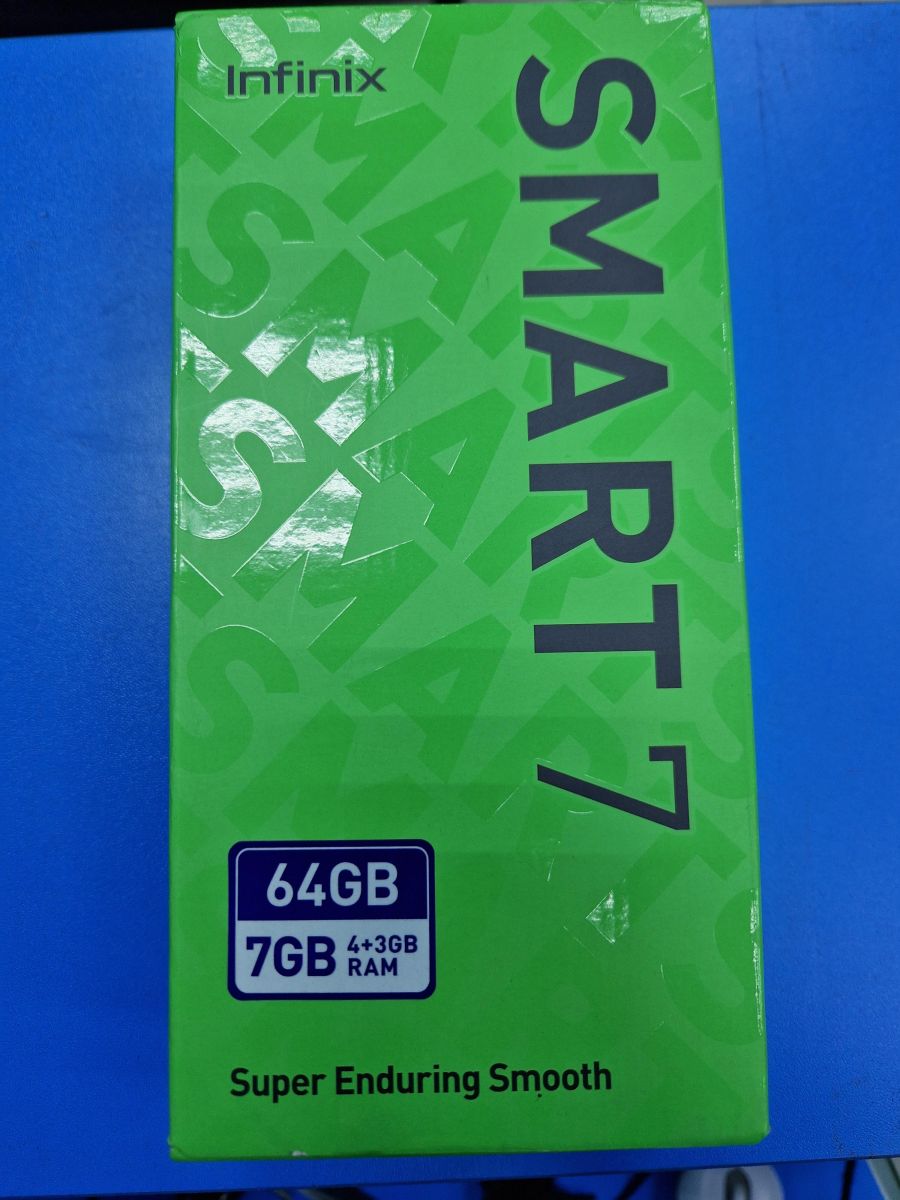 Infinix
SMART 7
64GB
7GB 4+3GB
RAM
Super Enduring Smooth